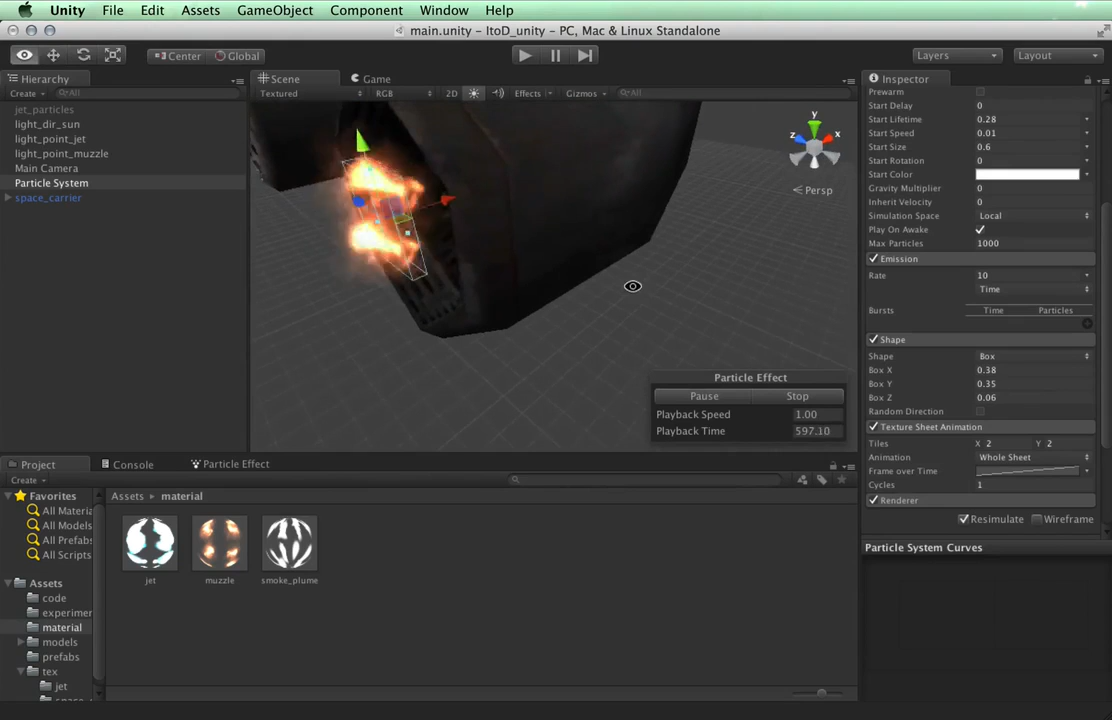 Unity File Edit Assets GameObject Component Window Help
main.unity - ItoD_unity - PC, Mac & Linux Standalone
Center Global Layers Layout
Hierarchy Scene Game Inspector
Create All Textured RGB 2D Effects Gizmos All
Prewarm
Start Delay 0
Start Lifetime 0.28
Start Speed 0.01
Start Size 0.6
Start Rotation 0
Start Color
Gravity Multiplier 0
Inherit Velocity 0
Simulation Space Local
Play On Awake
Max Particles 1000
Emission
Rate 10
Time
Bursts Time Particles
Shape
Shape Box
Box X 0.38
Box Y 0.35
Box Z 0.06
Random Direction
Texture Sheet Animation
Tiles X 2 Y 2
Animation Whole Sheet
Frame over Time
Cycles 1
Renderer
Resimulate Wireframe
Particle System Curves
jet_particles
light_dir_sun
light_point_jet
light_point_muzzle
Main Camera
Particle System
space_carrier
y
z x
Persp
Particle Effect
Pause Stop
Playback Speed 1.00
Playback Time 597.10
Project Console Particle Effect
Create
Favorites
All Materia
All Models
All Prefabs
All Scripts
Assets
code
experimer
material
models
prefabs
tex
jet
Assets material
jet muzzle smoke_plume